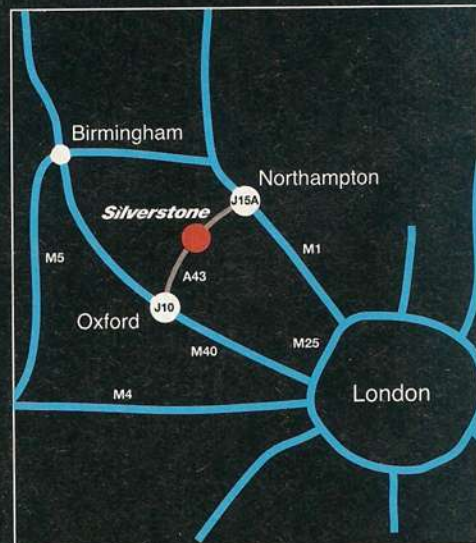 Birmingham
Northampton
J15A
Silverstone
M5
A43
M1
J10
Oxford
M40
M25
M4
London